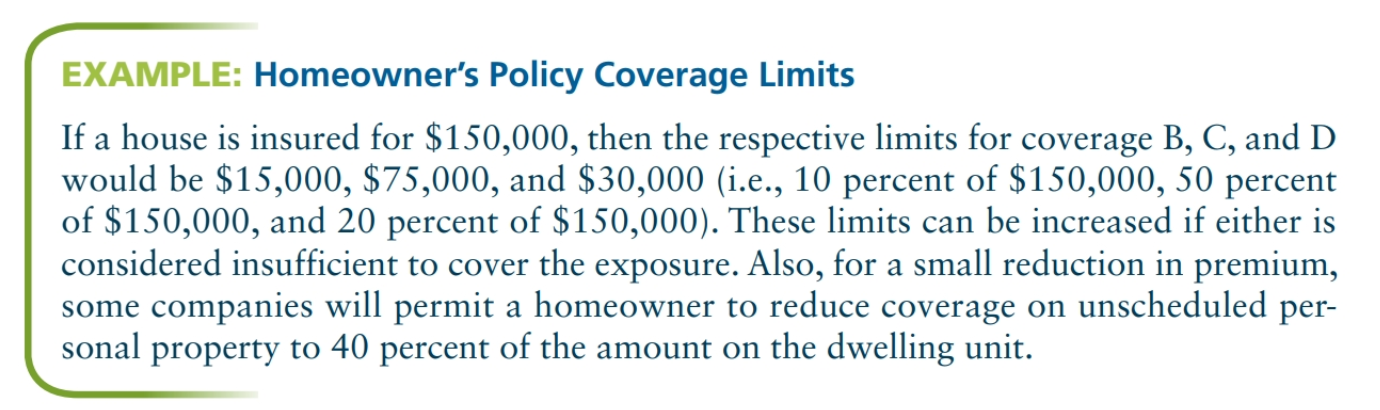 EXAMPLE: Homeowner’s Policy Coverage Limits
If a house is insured for $150,000, then the respective limits for coverage B, C, and D
would be $15,000, $75,000, and $30,000 (i.e., 10 percent of $150,000, 50 percent
of $150,000, and 20 percent of $150,000). These limits can be increased if either is
considered insufficient to cover the exposure. Also, for a small reduction in premium,
some companies will permit a homeowner to reduce coverage on unscheduled per-
sonal property to 40 percent of the amount on the dwelling unit.